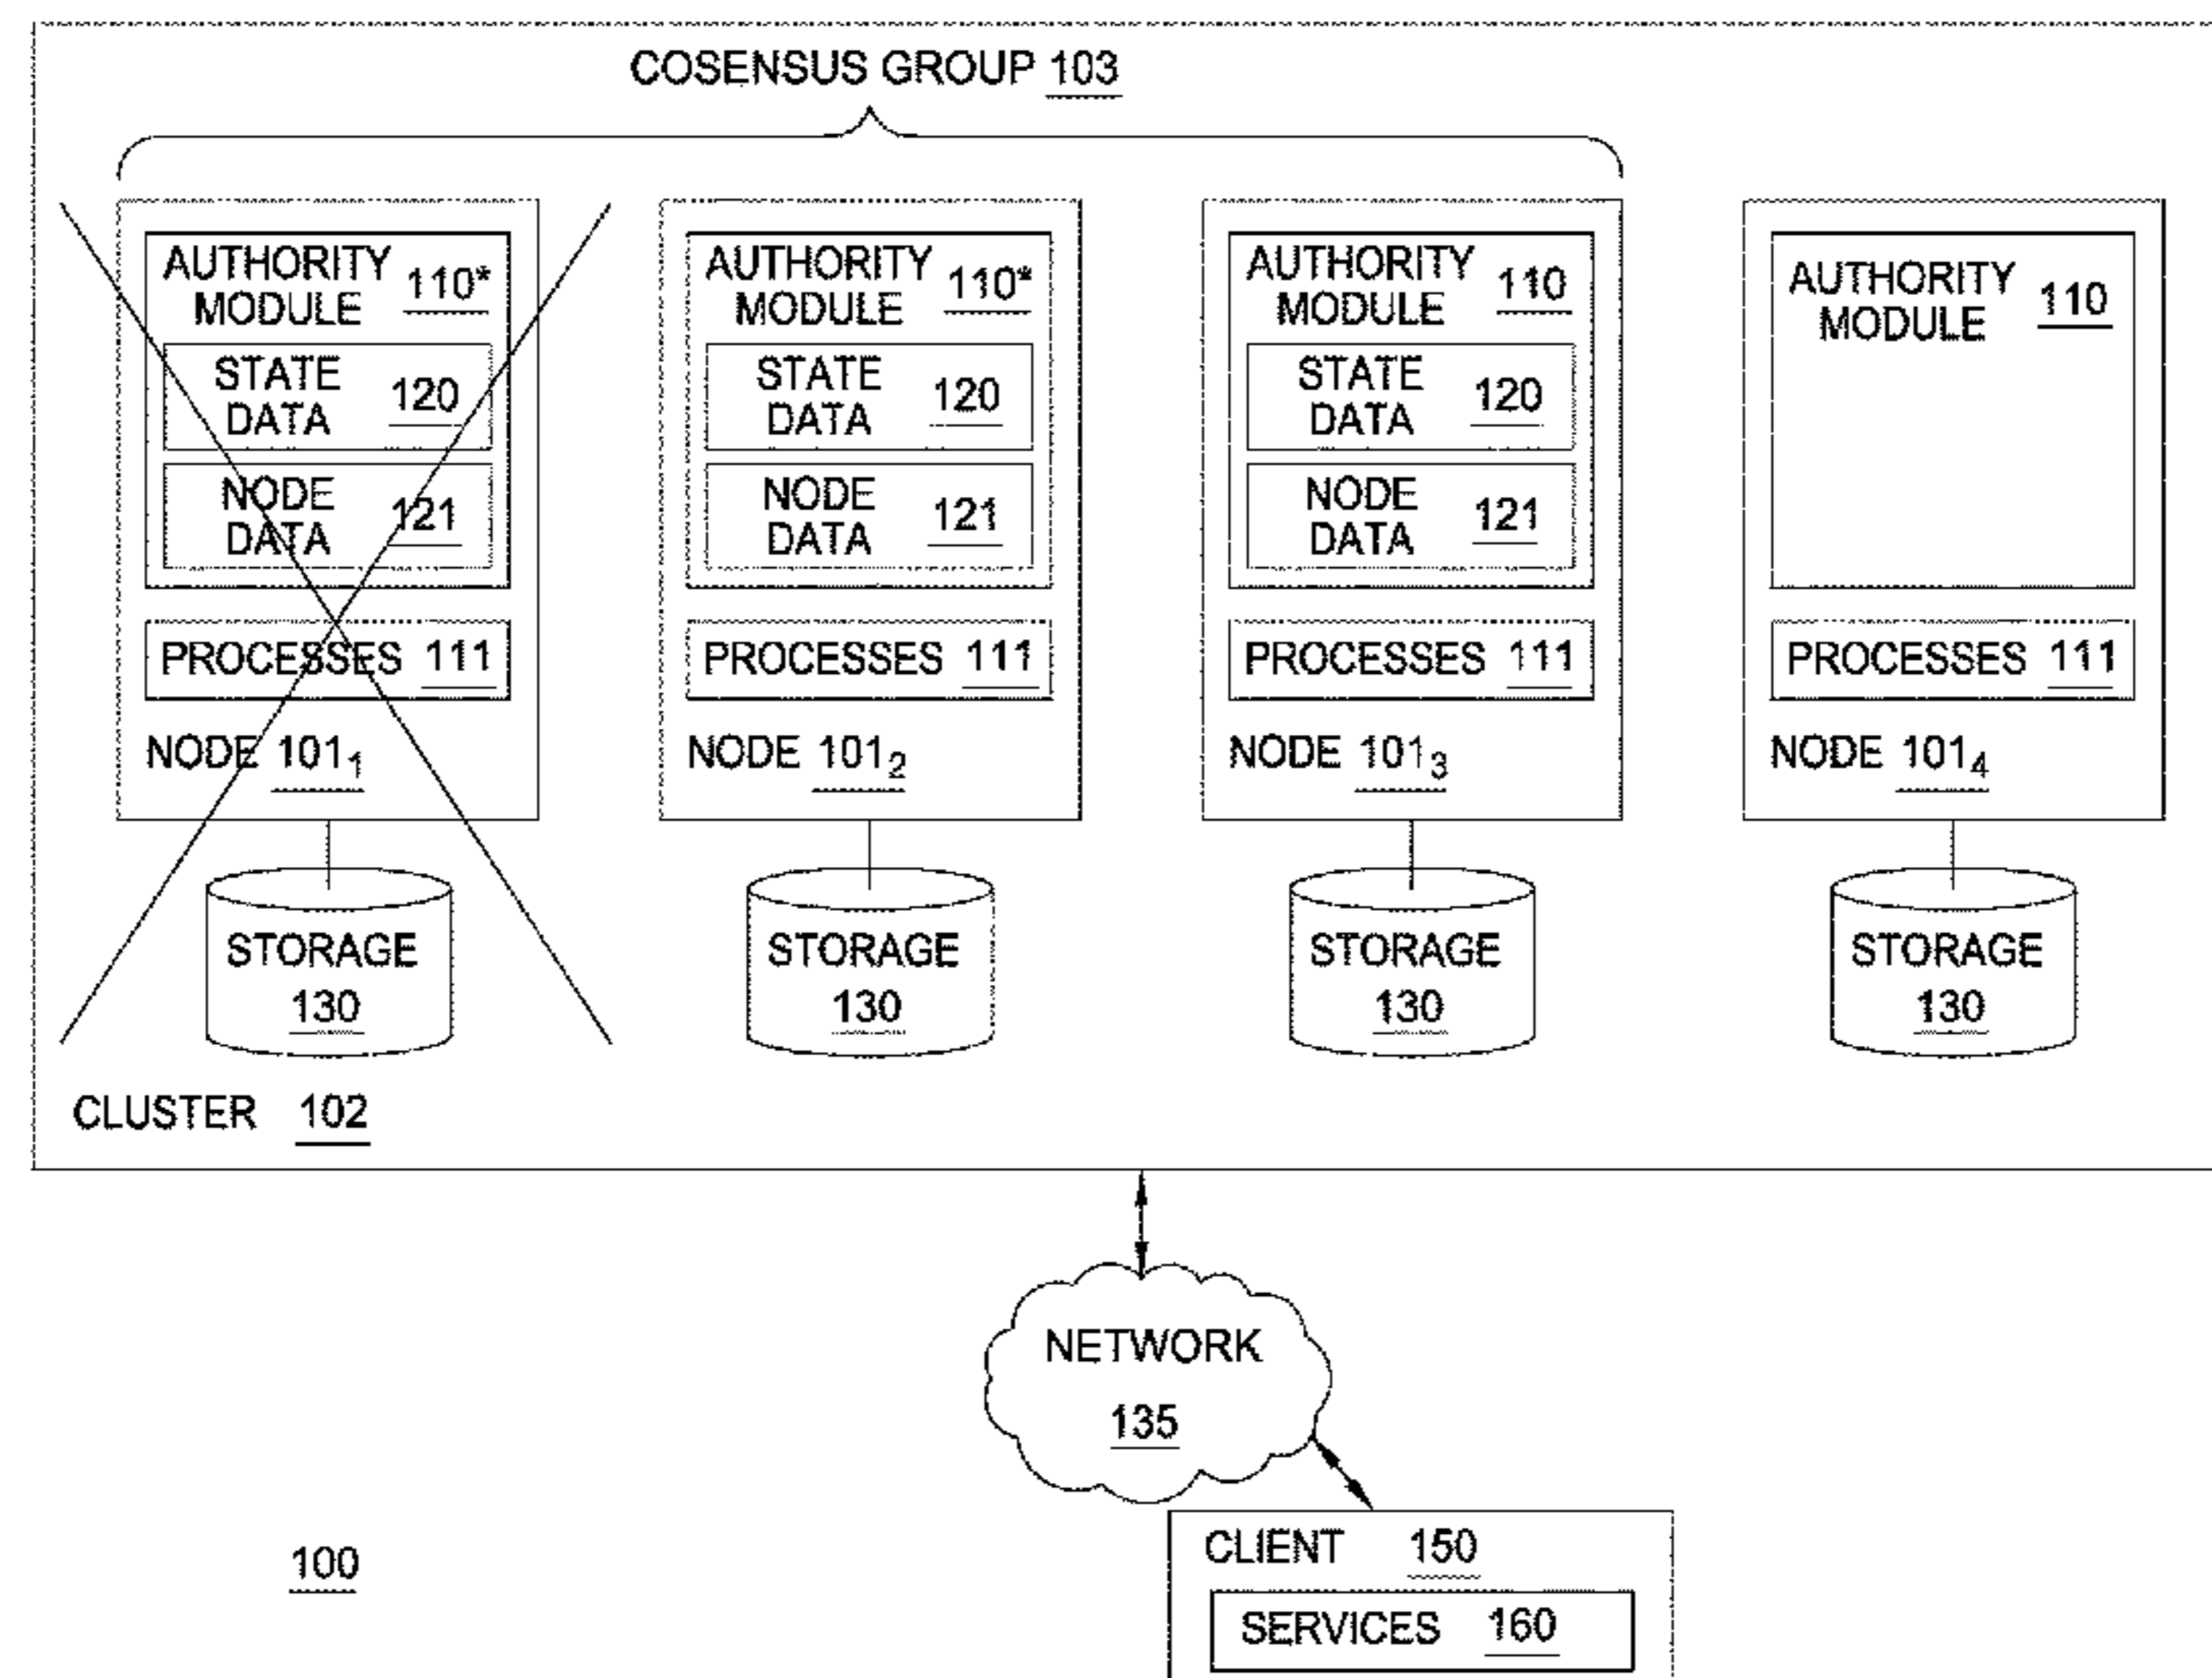 COSENSUS GROUP 103
AUTHORITY MODULE 110*
STATE DATA 120
NODE DATA 121
PROCESSES 111
NODE 101₁
STORAGE 130
AUTHORITY MODULE 110*
STATE DATA 120
NODE DATA 121
PROCESSES 111
NODE 101₂
STORAGE 130
AUTHORITY MODULE 110
STATE DATA 120
NODE DATA 121
PROCESSES 111
NODE 101₃
STORAGE 130
AUTHORITY MODULE 110
PROCESSES 111
NODE 101₄
STORAGE 130
CLUSTER 102
NETWORK
135
100
CLIENT 150
SERVICES 160